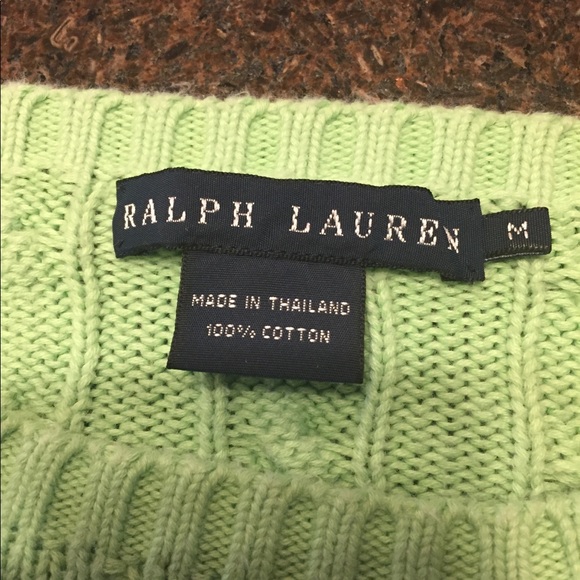 RALPH LAUREN
M
MADE IN THAILAND
100% COTTON